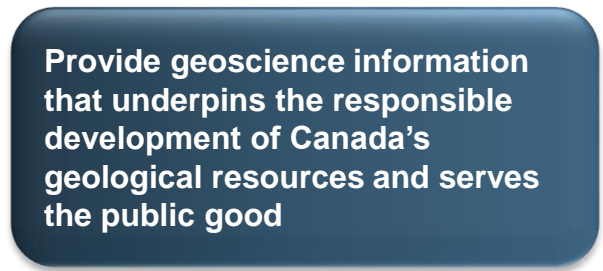 Provide geoscience information
that underpins the responsible
development of Canada’s
geological resources and serves
the public good